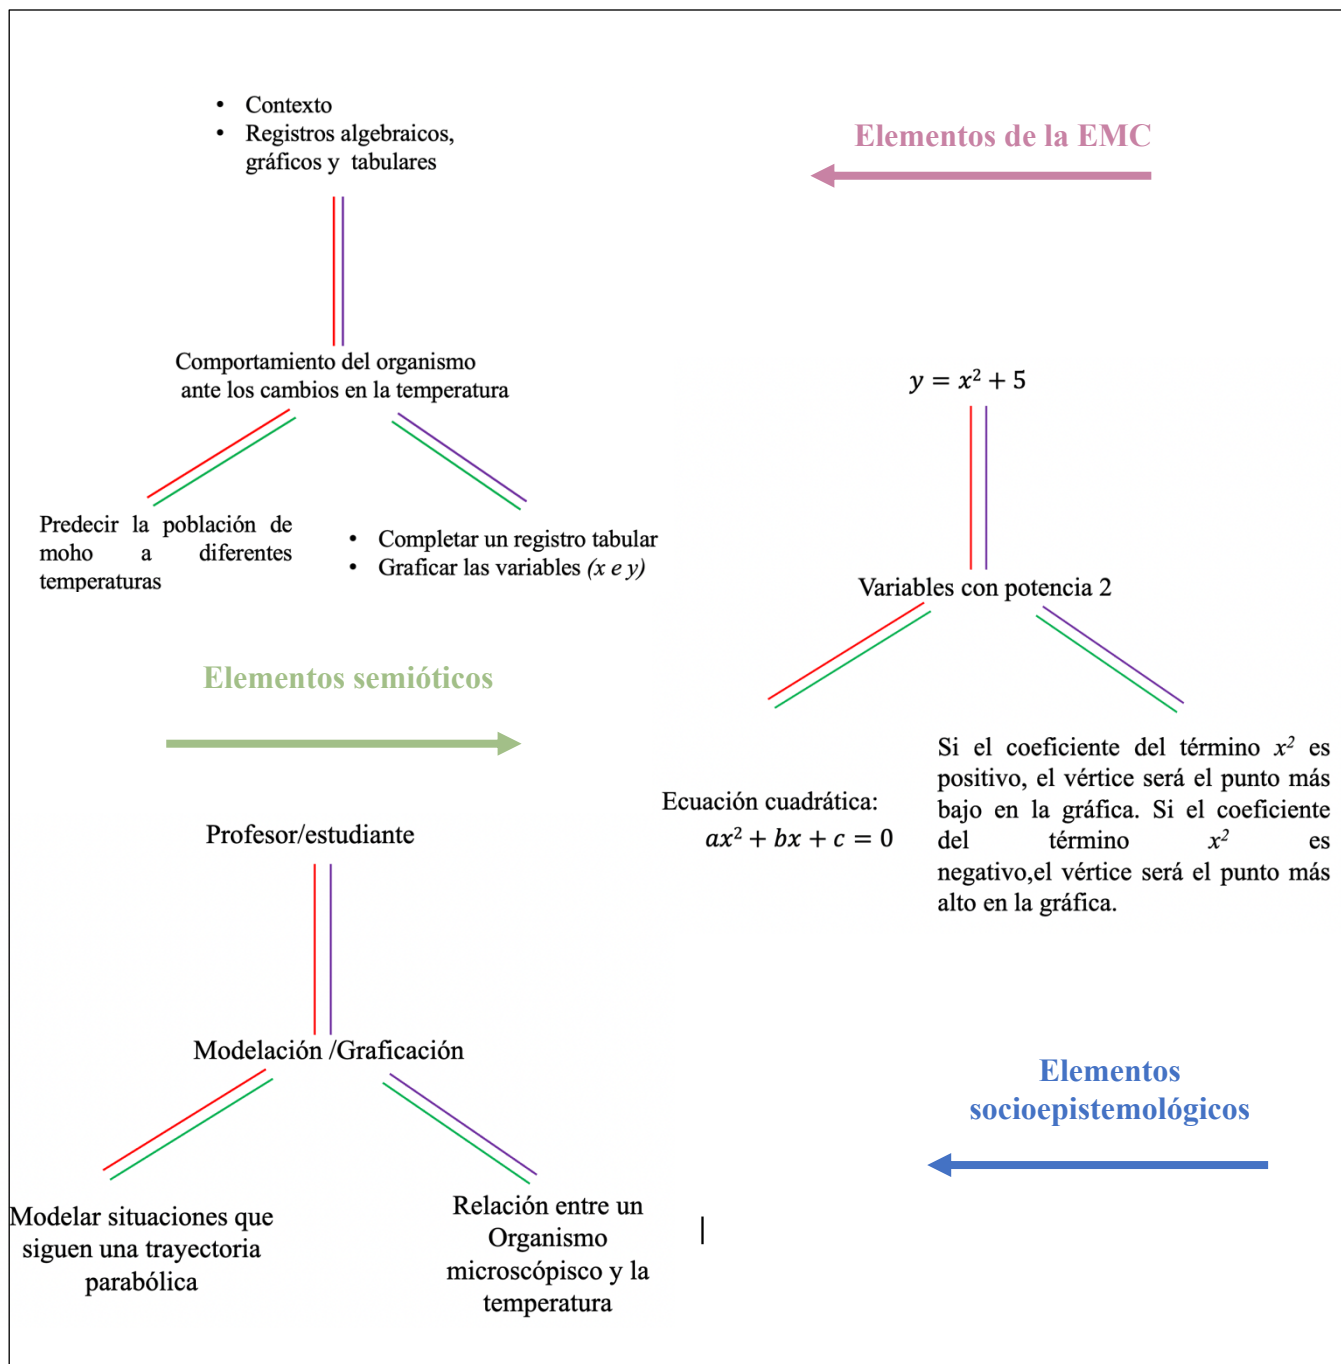 • Contexto
• Registros algebraicos,
gráficos y tabulares
Elementos de la EMC
Comportamiento del organismo
ante los cambios en la temperatura
Predecir la población de
moho a diferentes
temperaturas
• Completar un registro tabular
• Graficar las variables (x e y)
y = x² + 5
Variables con potencia 2
Elementos semióticos
Ecuación cuadrática:
ax² + bx + c = 0
Si el coeficiente del término x² es
positivo, el vértice será el punto más
bajo en la gráfica. Si el coeficiente
del término x² es
negativo,el vértice será el punto más
alto en la gráfica.
Profesor/estudiante
Modelación /Graficación
Modelar situaciones que
siguen una trayectoria
parabólica
Relación entre un
Organismo
microscópisco y la
temperatura
Elementos
socioepistemológicos